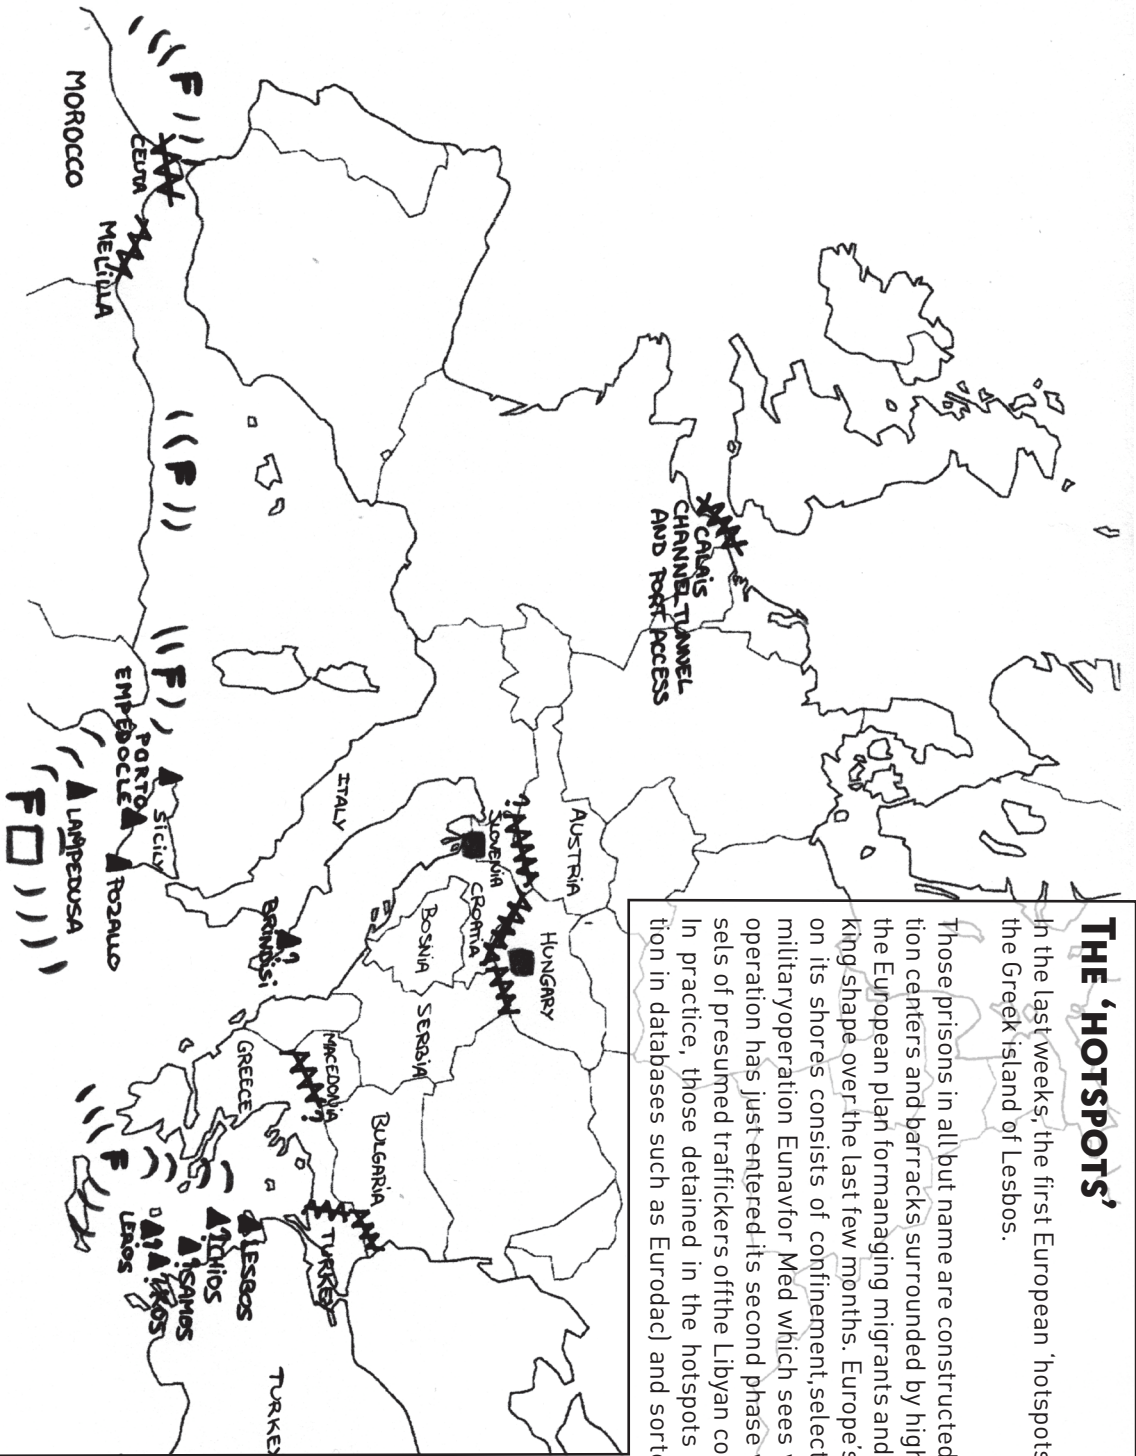 THE 'HOTSPOTS'
In the last weeks, the first European 'hotspots
the Greek island of Lesbos.
Those prisons in all but name are constructed
tion centers and barracks surrounded by high
the European plan formanaging migrants and
king shape over the last few months. Europe's
on its shores consists of confinement,select
militaryoperation Eunavfor Med which sees
operation has just entered its second phase
sels of presumed traffickers offthe Libyan co
In practice, those detained in the hotspots
tion in databases such as Eurodac) and sort
CALAIS
CHANNEL TUNNEL
AND PORT ACCESS
AUSTRIA
HUNGARY
?
SLOVENIA
CROATIA
BOSNIA
SERBIA
ITALY
MACEDONIA
?
BULGARIA
BRINDISI
?
GREECE
TURKEY
TURKEY
LESBOS
?CHIOS
?SAMOS
?KOS
?
LEROS
F
F
F
F
F
F
CEUTA
MELILLA
MOROCCO
SICILY
PORTO
EMPEDOCLE
POZALLO
LAMPEDUSA